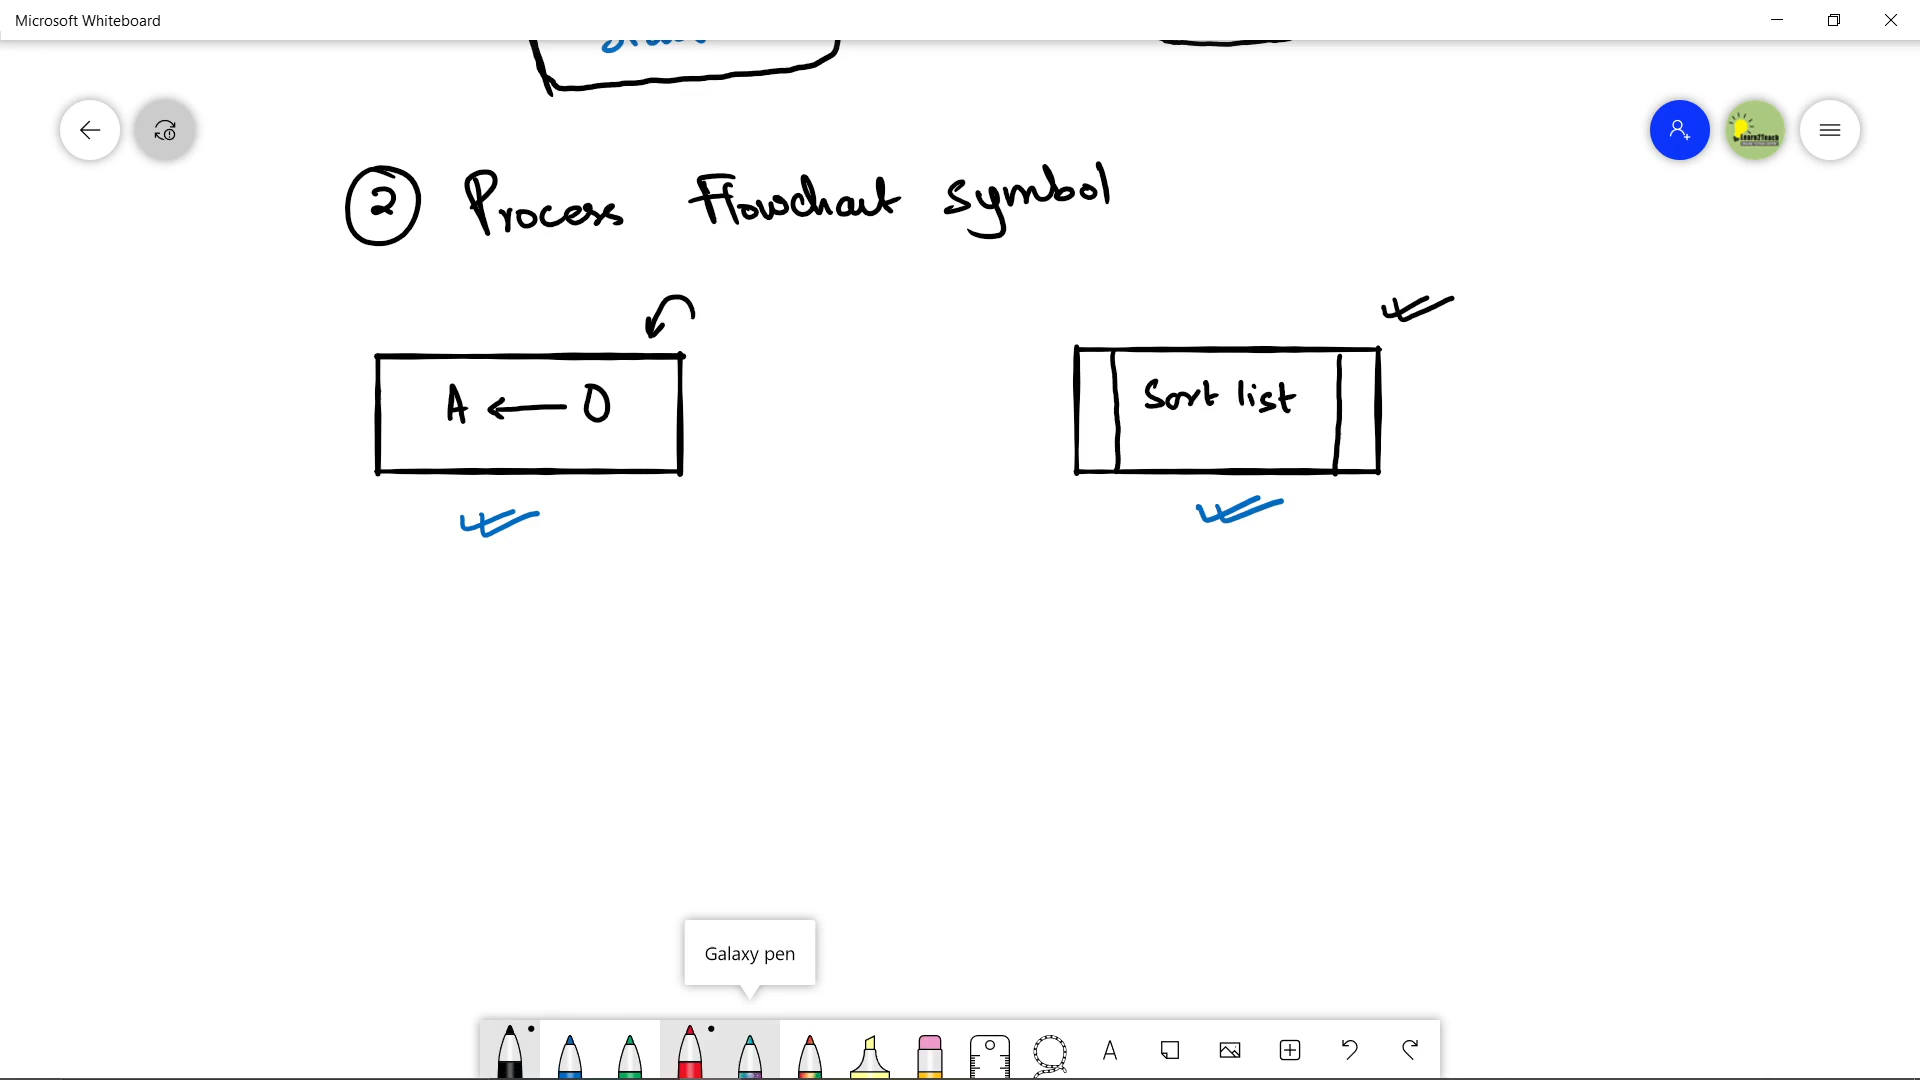 Microsoft Whiteboard
② Process Flowchart symbol
A ← 0
Sort list
Galaxy pen